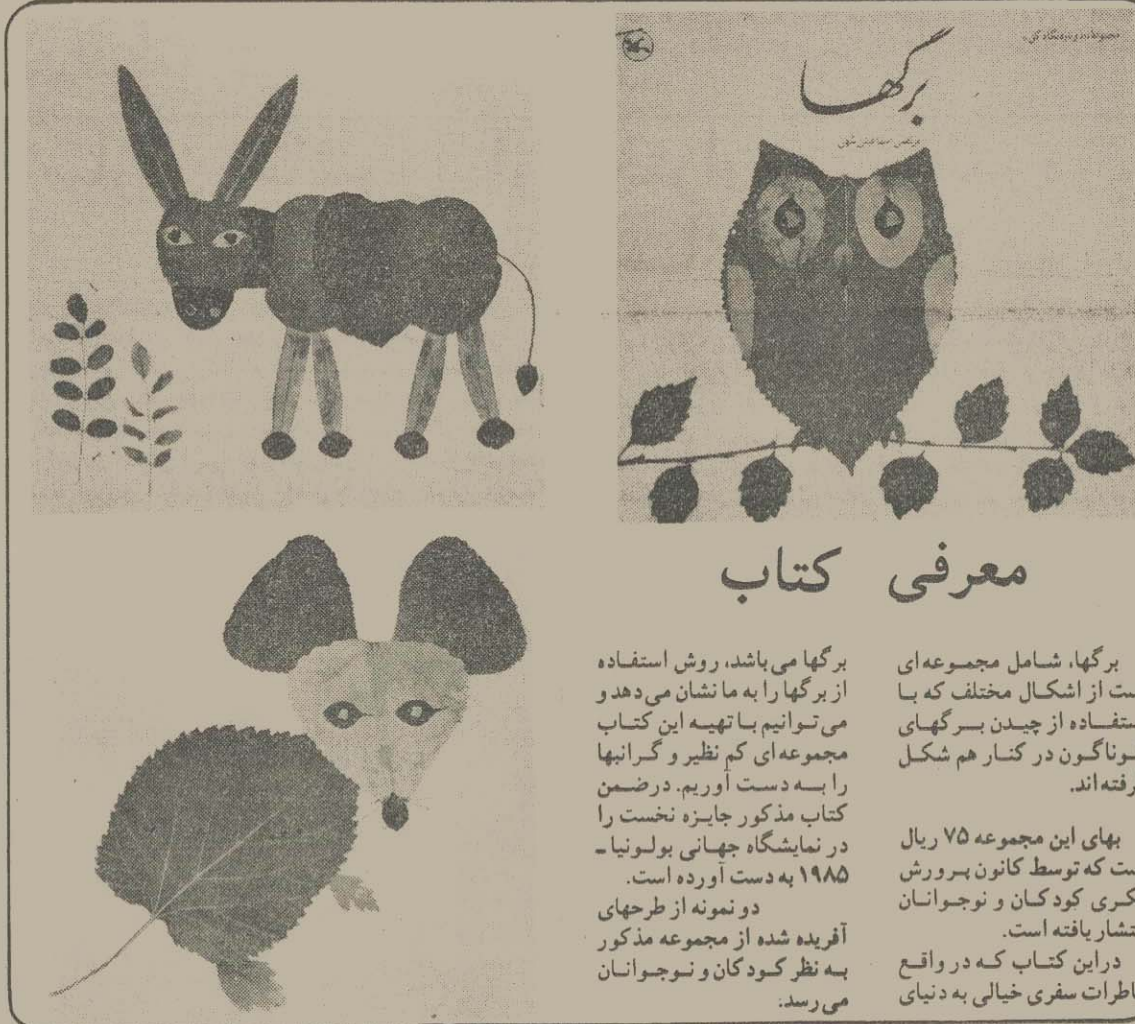 برگها
مرتضی اسماعیلی سهی
معرفی کتاب
برگها، شامل مجموعه‌ای
ست از اشکال مختلف که با
ستفاده از چیدن برگهای
وناگون در کنار هم شکل
رفته‌اند.
بهای این مجموعه ۷۵ ریال
ست که توسط کانون پرورش
کری کودکان و نوجوانان
نتشار یافته است.
دراین کتاب که در واقع
اطرات سفری خیالی به دنیای
برگها می‌باشد، روش استفاده
از برگها را به ما نشان می‌دهد و
می‌توانیم با تهیه این کتاب
مجموعه‌ای کم نظیر و گرانبها
را به دست آوریم. درضمن
کتاب مذکور جایزه نخست را
در نمایشگاه جهانی بولونیا ـ
۱۹۸۵ به دست آورده است.
دو نمونه از طرحهای
آفریده شده از مجموعه مذکور
به نظر کودکان و نوجوانان
می‌رسد.